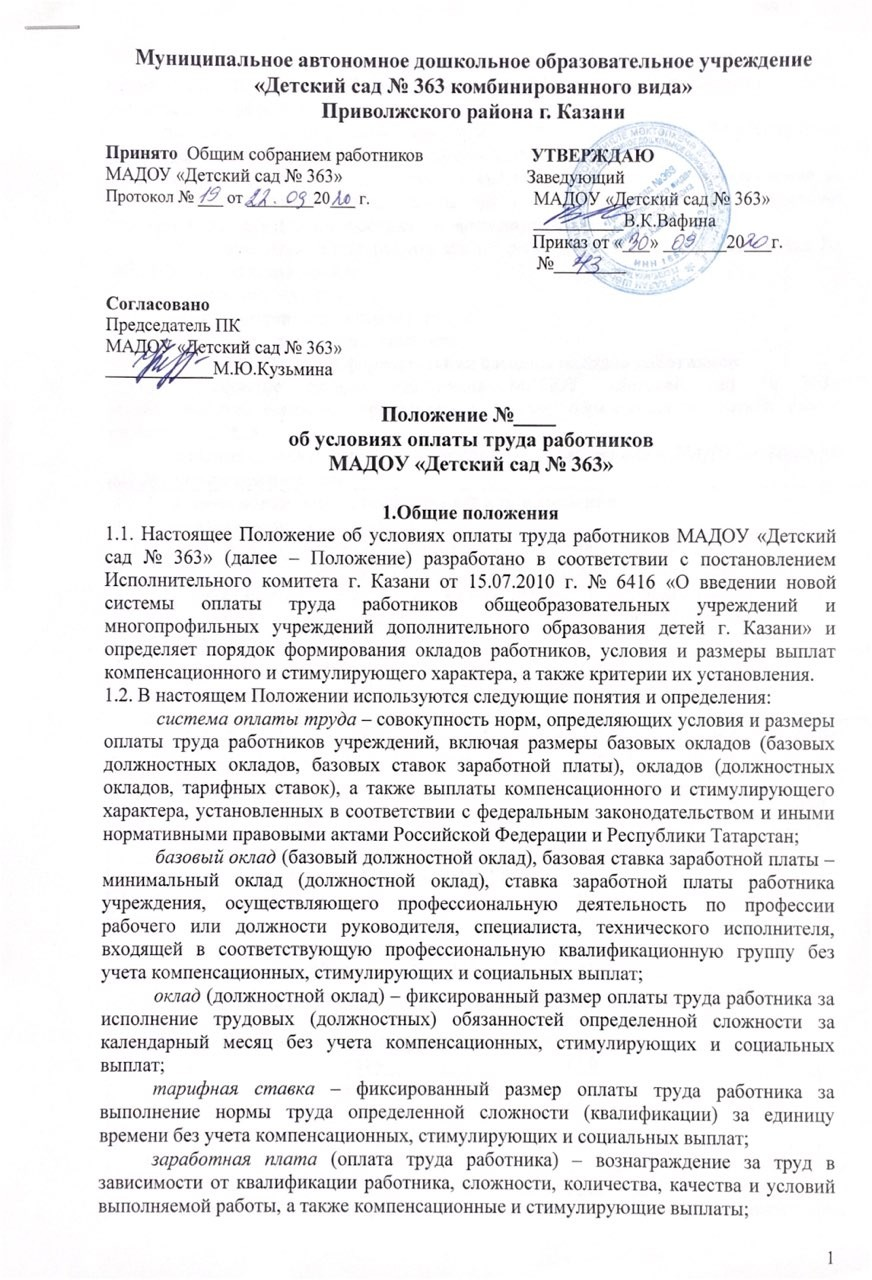 Муниципальное автономное дошкольное образовательное учреждение
«Детский сад № 363 комбинированного вида»
Приволжского района г. Казани
Принято Общим собранием работников
МАДОУ «Детский сад № 363»
Протокол № 19 от 22. 09 2020 г.
УТВЕРЖДАЮ
Заведующий
МАДОУ «Детский сад № 363»
____________В.К.Вафина
Приказ от «30» 09 2020 г.
№ 43
Согласовано
Председатель ПК
МАДОУ «Детский сад № 363»
____________М.Ю.Кузьмина
Положение №____
об условиях оплаты труда работников
МАДОУ «Детский сад № 363»
1.Общие положения
1.1. Настоящее Положение об условиях оплаты труда работников МАДОУ «Детский
сад № 363» (далее – Положение) разработано в соответствии с постановлением
Исполнительного комитета г. Казани от 15.07.2010 г. № 6416 «О введении новой
системы оплаты труда работников общеобразовательных учреждений и
многопрофильных учреждений дополнительного образования детей г. Казани» и
определяет порядок формирования окладов работников, условия и размеры выплат
компенсационного и стимулирующего характера, а также критерии их установления.
1.2. В настоящем Положении используются следующие понятия и определения:
система оплаты труда – совокупность норм, определяющих условия и размеры
оплаты труда работников учреждений, включая размеры базовых окладов (базовых
должностных окладов, базовых ставок заработной платы), окладов (должностных
окладов, тарифных ставок), а также выплаты компенсационного и стимулирующего
характера, установленных в соответствии с федеральным законодательством и иными
нормативными правовыми актами Российской Федерации и Республики Татарстан;
базовый оклад (базовый должностной оклад), базовая ставка заработной платы –
минимальный оклад (должностной оклад), ставка заработной платы работника
учреждения, осуществляющего профессиональную деятельность по профессии
рабочего или должности руководителя, специалиста, технического исполнителя,
входящей в соответствующую профессиональную квалификационную группу без
учета компенсационных, стимулирующих и социальных выплат;
оклад (должностной оклад) – фиксированный размер оплаты труда работника за
исполнение трудовых (должностных) обязанностей определенной сложности за
календарный месяц без учета компенсационных, стимулирующих и социальных
выплат;
тарифная ставка – фиксированный размер оплаты труда работника за
выполнение нормы труда определенной сложности (квалификации) за единицу
времени без учета компенсационных, стимулирующих и социальных выплат;
заработная плата (оплата труда работника) – вознаграждение за труд в
зависимости от квалификации работника, сложности, количества, качества и условий
выполняемой работы, а также компенсационные и стимулирующие выплаты;
1